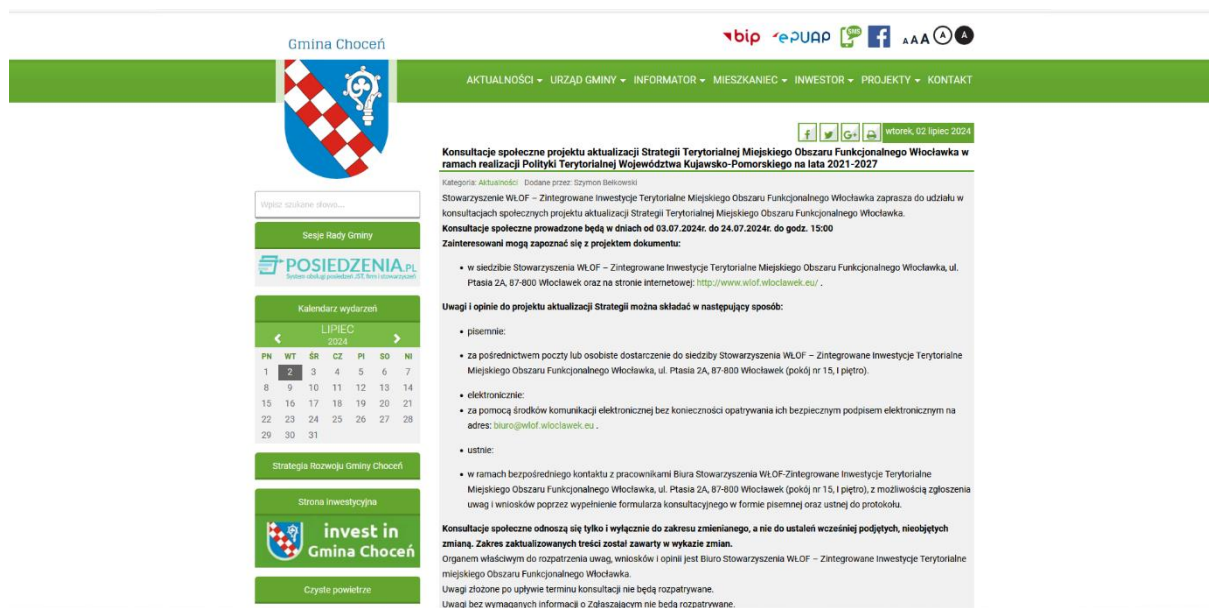 Gmina Choceń
bip ePUAP SMS f A A A A A
AKTUALNOŚCI URZĄD GMINY INFORMATOR MIESZKANIEC INWESTOR PROJEKTY KONTAKT
Wpisz szukane słowo...
Sesje Rady Gminy
POSIEDZENIA.PL
System obsługi posiedzeń JST, firm i stowarzyszeń
Kalendarz wydarzeń
LIPIEC
2024
PN WT ŚR CZ PI SO NI
1 2 3 4 5 6 7
8 9 10 11 12 13 14
15 16 17 18 19 20 21
22 23 24 25 26 27 28
29 30 31
Strategia Rozwoju Gminy Choceń
Strona inwestycyjna
invest in
Gmina Choceń
Czyste powietrze
f G+ wtorek, 02 lipiec 2024
Konsultacje społeczne projektu aktualizacji Strategii Terytorialnej Miejskiego Obszaru Funkcjonalnego Włocławka w
ramach realizacji Polityki Terytorialnej Województwa Kujawsko-Pomorskiego na lata 2021-2027
Kategoria: Aktualności Dodane przez: Szymon Bełkowski
Stowarzyszenie WŁOF – Zintegrowane Inwestycje Terytorialne Miejskiego Obszaru Funkcjonalnego Włocławka zaprasza do udziału w
konsultacjach społecznych projektu aktualizacji Strategii Terytorialnej Miejskiego Obszaru Funkcjonalnego Włocławka.
Konsultacje społeczne prowadzone będą w dniach od 03.07.2024r. do 24.07.2024r. do godz. 15:00
Zainteresowani mogą zapoznać się z projektem dokumentu:
• w siedzibie Stowarzyszenia WŁOF – Zintegrowane Inwestycje Terytorialne Miejskiego Obszaru Funkcjonalnego Włocławka, ul.
Ptasia 2A, 87-800 Włocławek oraz na stronie internetowej: http://www.wlof.wloclawek.eu/ .
Uwagi i opinie do projektu aktualizacji Strategii można składać w następujący sposób:
• pisemnie:
• za pośrednictwem poczty lub osobiste dostarczenie do siedziby Stowarzyszenia WŁOF – Zintegrowane Inwestycje Terytorialne
Miejskiego Obszaru Funkcjonalnego Włocławka, ul. Ptasia 2A, 87-800 Włocławek (pokój nr 15, I piętro).
• elektronicznie:
• za pomocą środków komunikacji elektronicznej bez konieczności opatrywania ich bezpiecznym podpisem elektronicznym na
adres: biuro@wlof.wloclawek.eu .
• ustnie:
• w ramach bezpośredniego kontaktu z pracownikami Biura Stowarzyszenia WŁOF-Zintegrowane Inwestycje Terytorialne
Miejskiego Obszaru Funkcjonalnego Włocławka, ul. Ptasia 2A, 87-800 Włocławek (pokój nr 15, I piętro), z możliwością zgłoszenia
uwag i wniosków poprzez wypełnienie formularza konsultacyjnego w formie pisemnej oraz ustnej do protokołu.
Konsultacje społeczne odnoszą się tylko i wyłącznie do zakresu zmienianego, a nie do ustaleń wcześniej podjętych, nieobjętych
zmianą. Zakres zaktualizowanych treści został zawarty w wykazie zmian.
Organem właściwym do rozpatrzenia uwag, wniosków i opinii jest Biuro Stowarzyszenia WŁOF – Zintegrowane Inwestycje Terytorialne
miejskiego Obszaru Funkcjonalnego Włocławka.
Uwagi złożone po upływie terminu konsultacji nie będą rozpatrywane.
Uwagi bez wymaganych informacji o Zgłaszającym nie będą rozpatrywane.